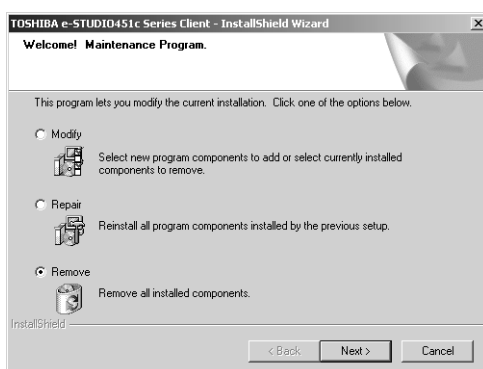 TOSHIBA e-STUDIO451c Series Client - InstallShield Wizard
Welcome! Maintenance Program.
This program lets you modify the current installation. Click one of the options below.
Modify
Select new program components to add or select currently installed
components to remove.
Repair
Reinstall all program components installed by the previous setup.
Remove
Remove all installed components.
InstallShield
< Back
Next >
Cancel